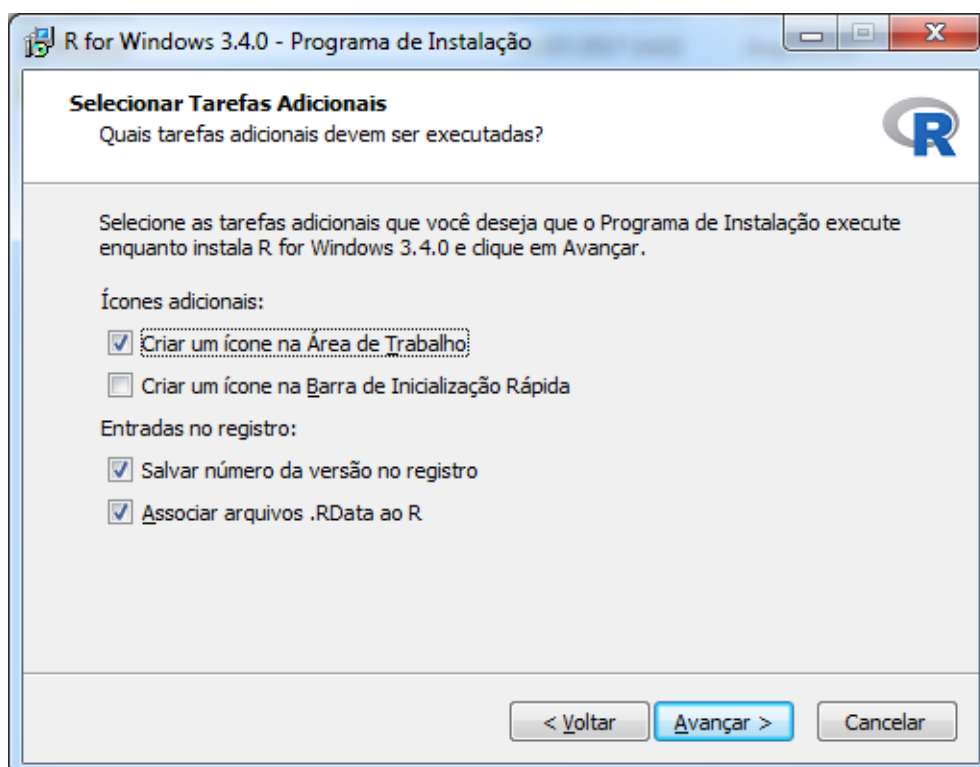 R for Windows 3.4.0 - Programa de Instalação
Selecionar Tarefas Adicionais
Quais tarefas adicionais devem ser executadas?
R
Selecione as tarefas adicionais que você deseja que o Programa de Instalação execute
enquanto instala R for Windows 3.4.0 e clique em Avançar.
Ícones adicionais:
Criar um ícone na Área de Trabalho
Criar um ícone na Barra de Inicialização Rápida
Entradas no registro:
Salvar número da versão no registro
Associar arquivos .RData ao R
< Voltar Avançar > Cancelar